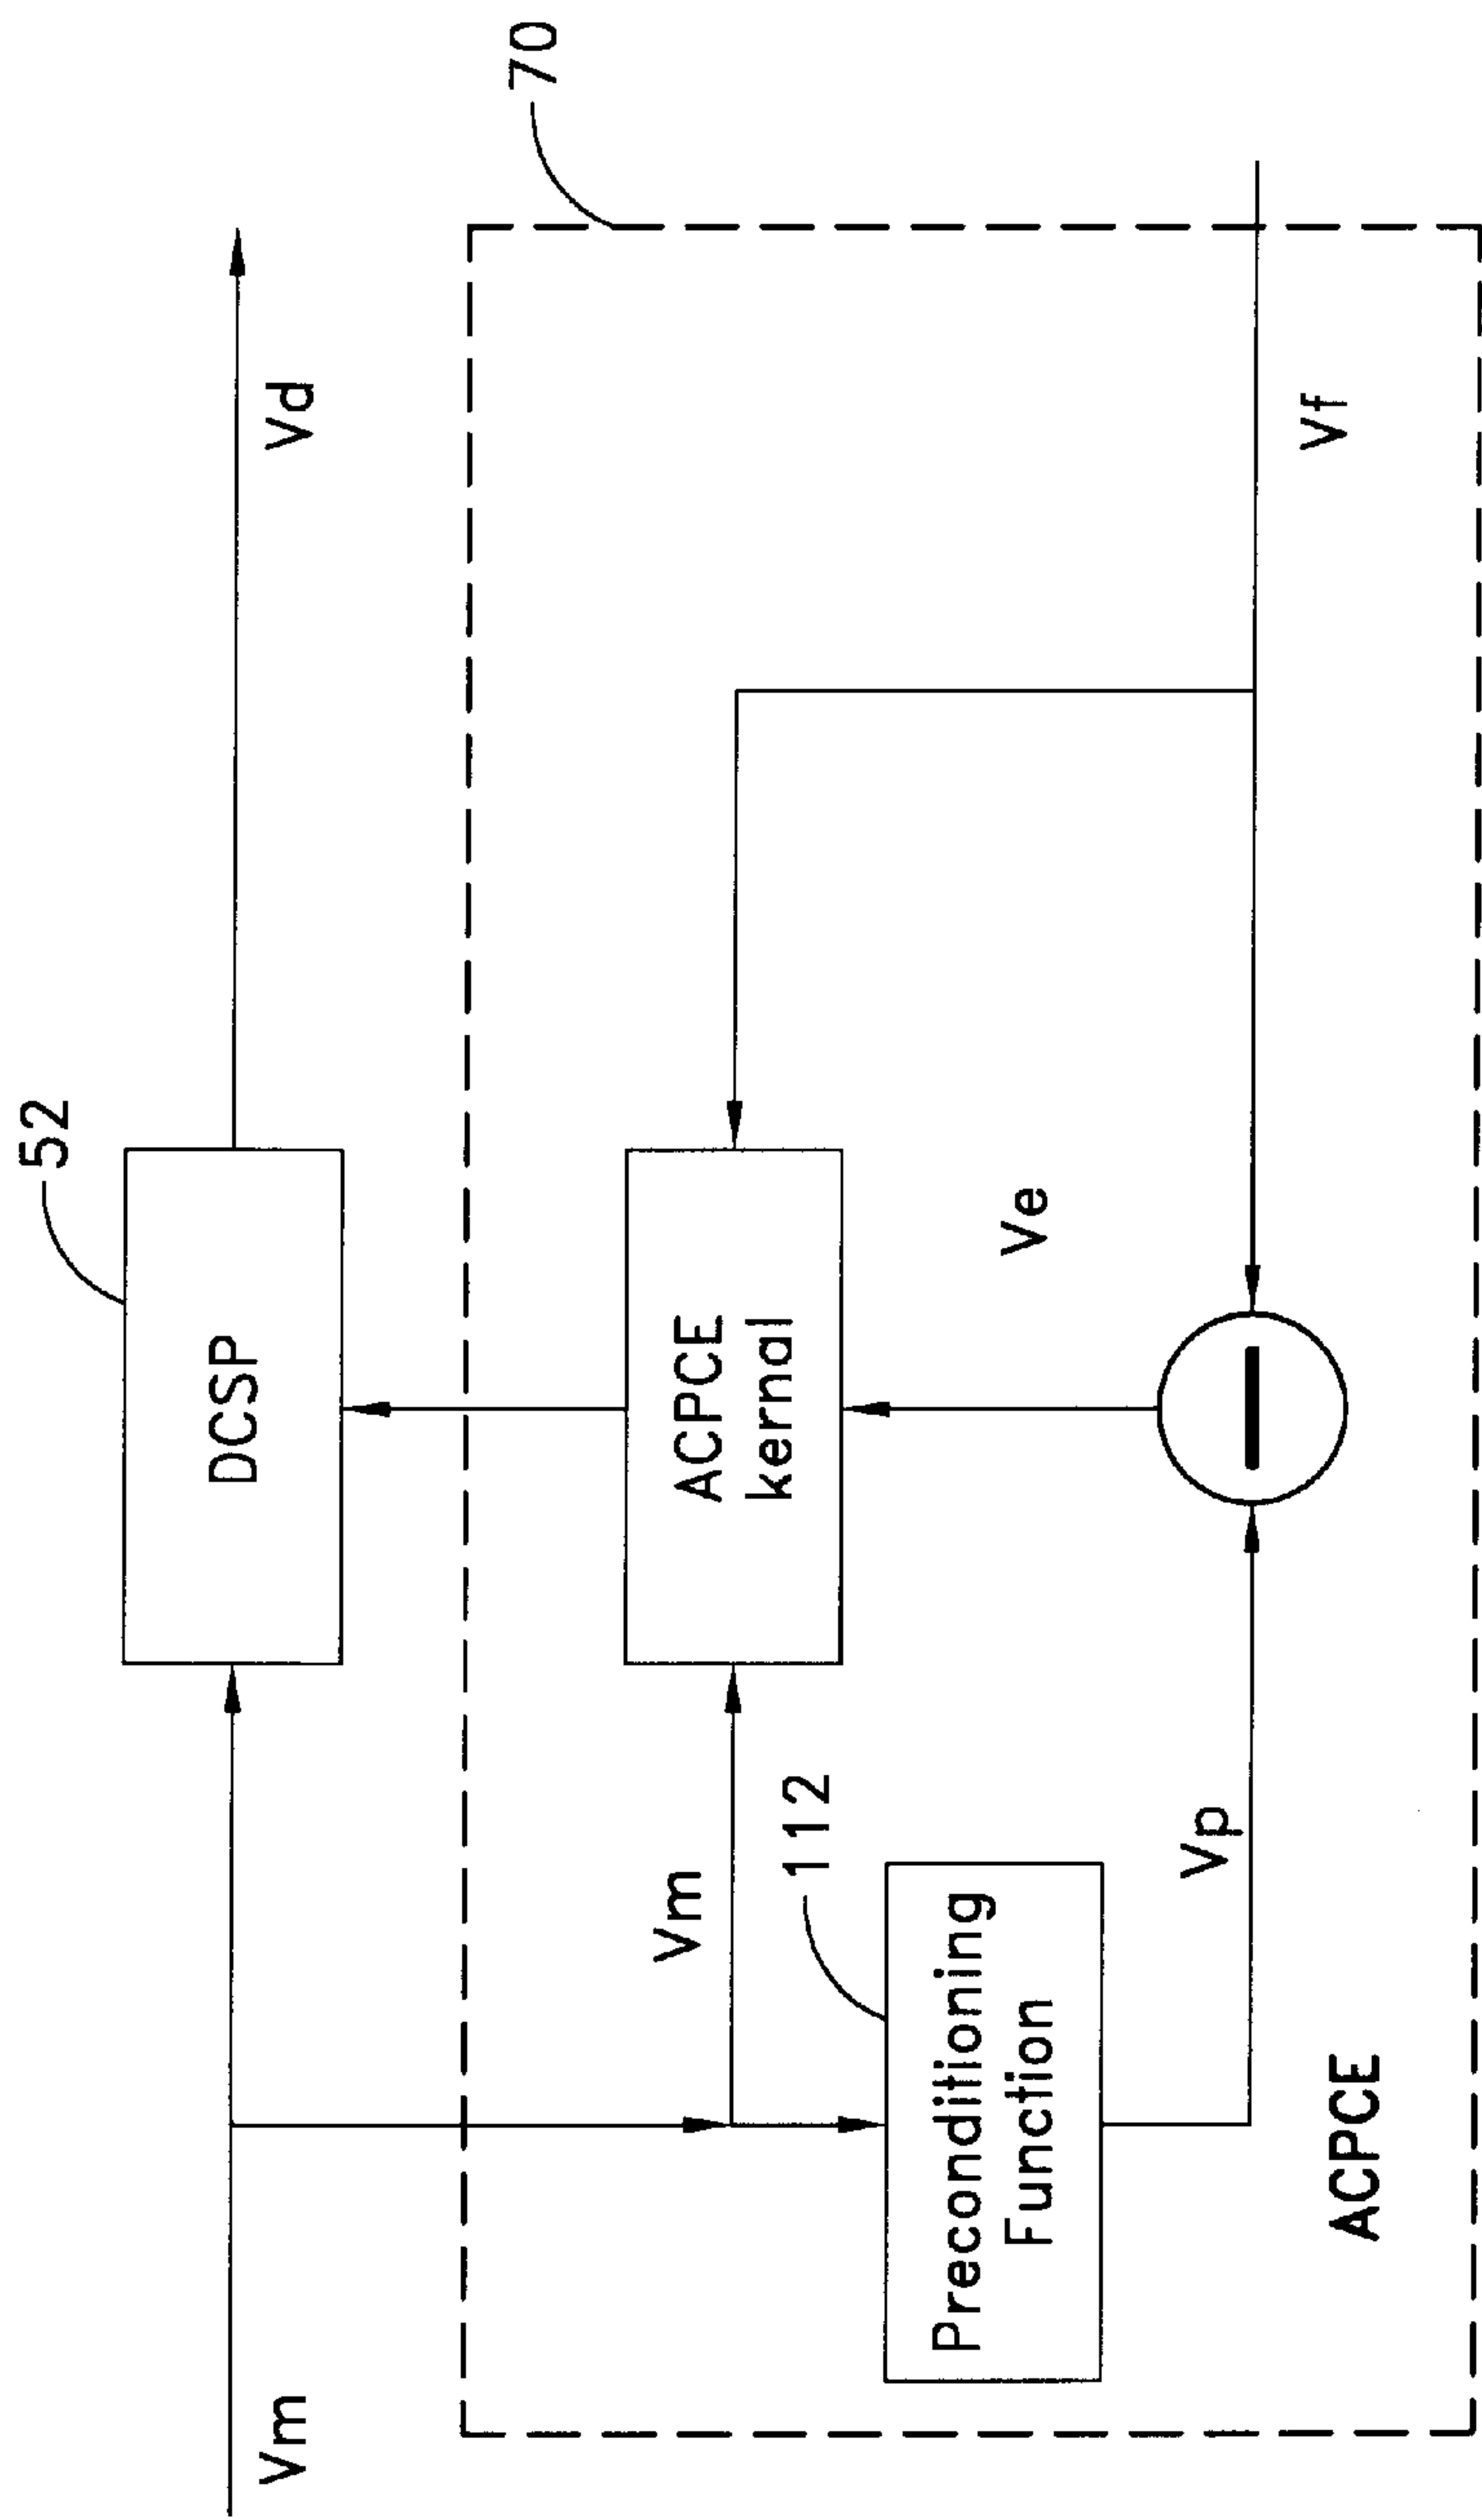 52
70
DCSP
Vm
Vd
Vm
ACPCE
kernal
112
Preconditioning
Function
Ve
Vp
Vf
ACPCE